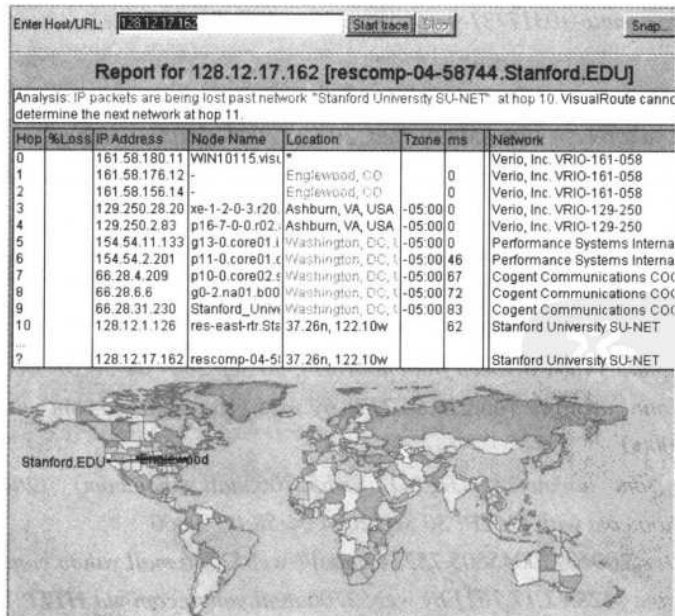 Enter Host/URL: 128.12.17.162 Start trace Stop Snap...
Report for 128.12.17.162 [rescomp-04-58744.Stanford.EDU]
Analysis: IP packets are being lost past network "Stanford University SU-NET" at hop 10. VisualRoute canno
determine the next network at hop 11.
Hop %Loss IP Address Node Name Location Tzone ms Network
0 161.58.180.11 WIN10115.visu * Verio, Inc. VRIO-161-058
1 161.58.176.12 - Englewood, CO 0 Verio, Inc. VRIO-161-058
2 161.58.156.14 - Englewood, CO 0 Verio, Inc. VRIO-161-058
3 129.250.28.20 xe-1-2-0-3.r20. Ashburn, VA, USA -05:00 0 Verio, Inc. VRIO-129-250
4 129.250.2.83 p16-7-0-0.r02. Ashburn, VA, USA -05:00 0 Verio, Inc. VRIO-129-250
5 154.54.11.133 g13-0.core01.i Washington, DC, -05:00 0 Performance Systems Interna
6 154.54.2.201 p11-0.core01.c Washington, DC, -05:00 46 Performance Systems Interna
7 66.28.4.209 p10-0.core02.s Washington, DC, -05:00 67 Cogent Communications COG
8 66.28.6.6 g0-2.na01.b00 Washington, DC, -05:00 72 Cogent Communications COG
9 66.28.31.230 Stanford_Unive Washington, DC, -05:00 83 Cogent Communications COG
10 128.12.1.126 res-east-rtr.Sta 37.26n, 122.10w 62 Stanford University SU-NET
...
? 128.12.17.162 rescomp-04-58 37.26n, 122.10w Stanford University SU-NET
Stanford.EDU Englewood